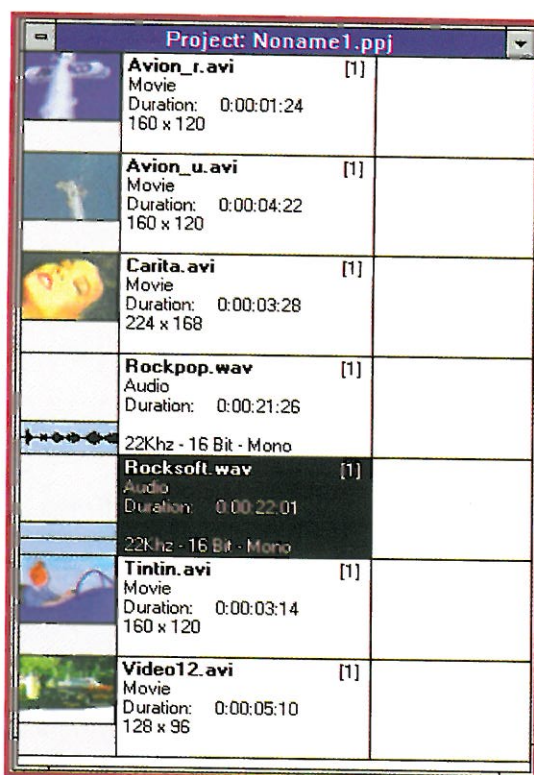 Project: Noname1.ppj
Avion_r.avi [1]
Movie
Duration: 0:00:01:24
160 x 120
Avion_u.avi [1]
Movie
Duration: 0:00:04:22
160 x 120
Carita.avi [1]
Movie
Duration: 0:00:03:28
224 x 168
Rockpop.wav [1]
Audio
Duration: 0:00:21:26
22Khz - 16 Bit - Mono
Rocksoft.wav [1]
Audio
Duration: 0:00:22:01
22Khz - 16 Bit - Mono
Tintin.avi [1]
Movie
Duration: 0:00:03:14
160 x 120
Video12.avi [1]
Movie
Duration: 0:00:05:10
128 x 96